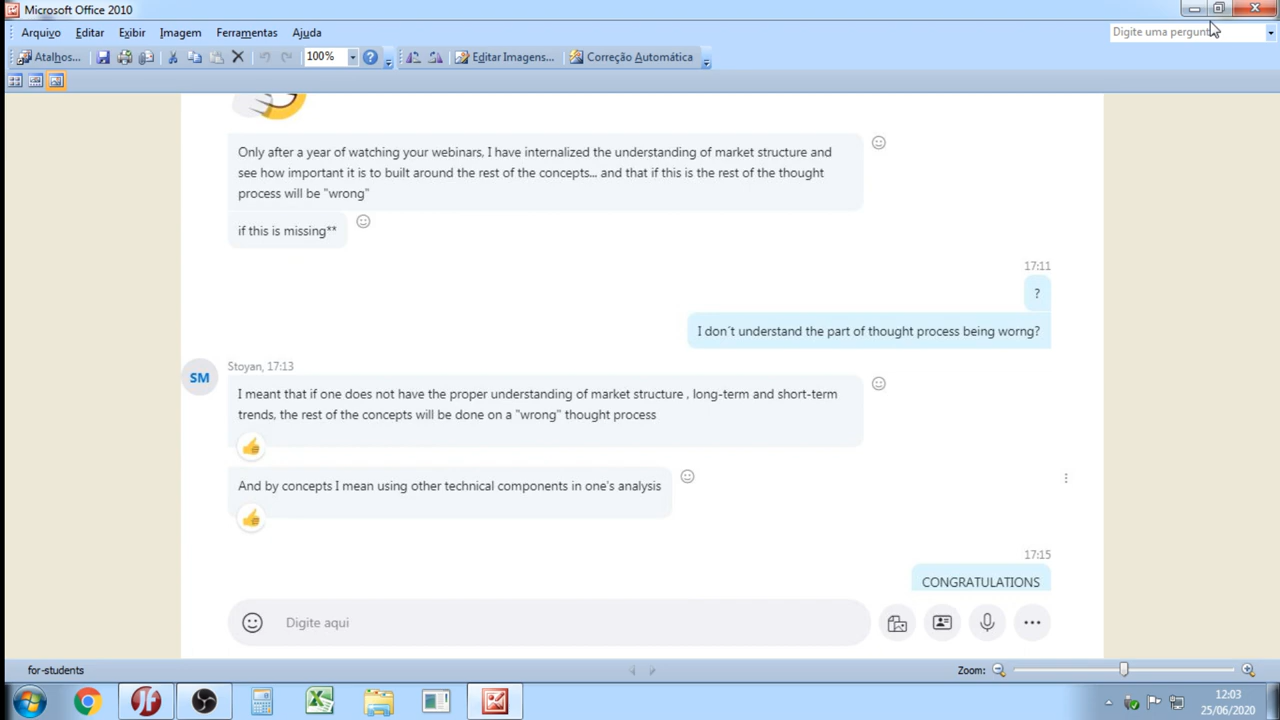 Microsoft Office 2010
Arquivo Editar Exibir Imagem Ferramentas Ajuda
Digite uma pergunt
Atalhos... 100% Editar Imagens... Correção Automática
Only after a year of watching your webinars, I have internalized the understanding of market structure and
see how important it is to built around the rest of the concepts... and that if this is the rest of the thought
process will be "wrong"
if this is missing**
17:11
?
I don´t understand the part of thought process being worng?
Stoyan, 17:13
SM
I meant that if one does not have the proper understanding of market structure , long-term and short-term
trends, the rest of the concepts will be done on a "wrong" thought process
And by concepts I mean using other technical components in one's analysis
17:15
CONGRATULATIONS
Digite aqui
for-students
Zoom:
12:03
25/06/2020